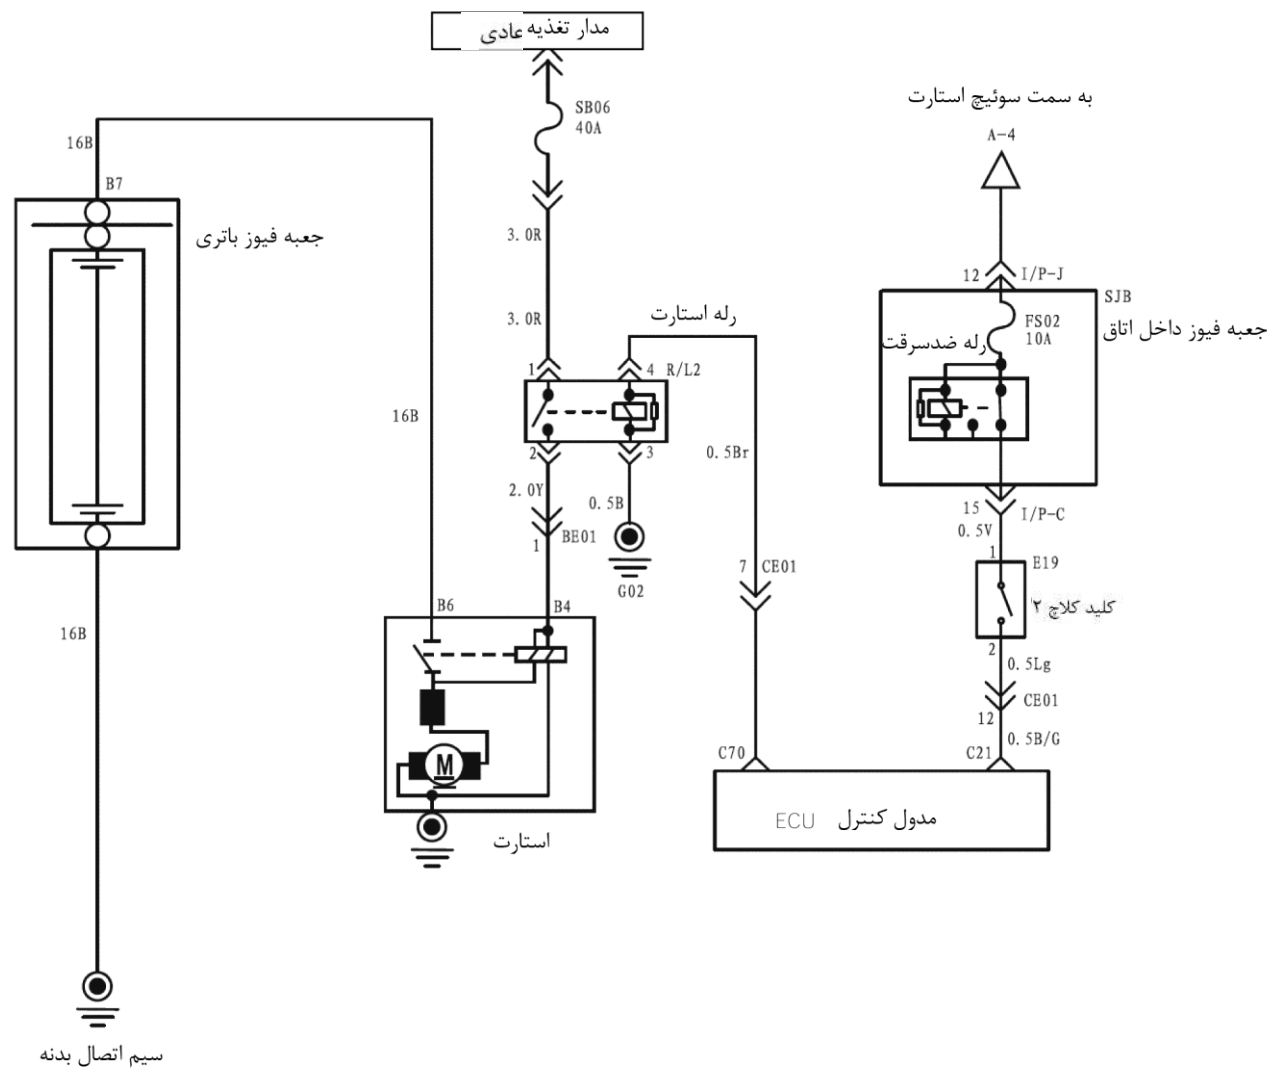 مدار تغذیه عادی
SB06
40A
به سمت سوئیچ استارت
A-4
16B
B7
جعبه فیوز باتری
3.0R
12
I/P-J
SJB
جعبه فیوز داخل اتاق
FS02
10A
رله ضدسرقت
3.0R
رله استارت
1
4
R/L2
16B
2
3
0.5Br
2.0Y
0.5B
15
I/P-C
0.5V
BE01
1
1
E19
G02
7
CE01
کلید کلاچ ۲
B6
B4
16B
2
0.5Lg
CE01
12
0.5B/G
C70
C21
M
مدول کنترل ECU
استارت
سیم اتصال بدنه